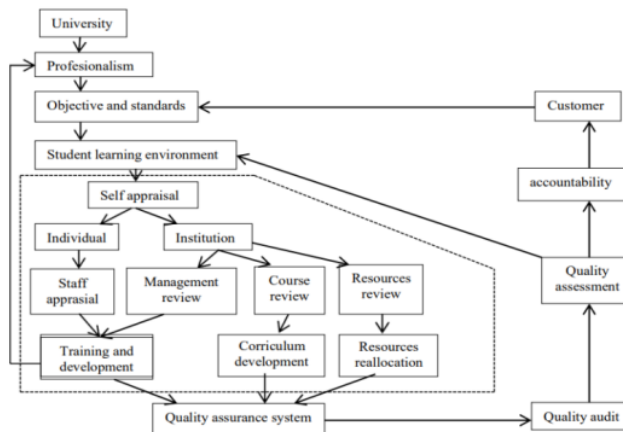 University
Profesionalism
Objective and standards
Customer
Student learning environment
Self appraisal
accountability
Individual
Institution
Staff
appraisial
Management
review
Course
review
Resources
review
Quality
assessment
Training and
development
Corriculum
development
Resources
reallocation
Quality assurance system
Quality audit